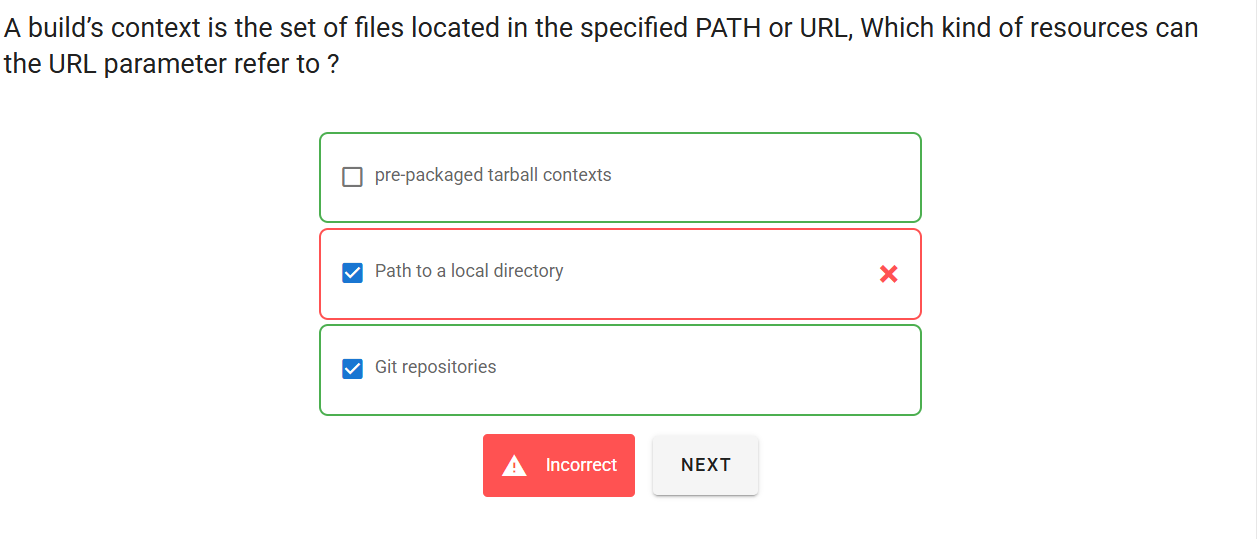 A build’s context is the set of files located in the specified PATH or URL, Which kind of resources can
the URL parameter refer to ?
pre-packaged tarball contexts
Path to a local directory
Git repositories
Incorrect
NEXT